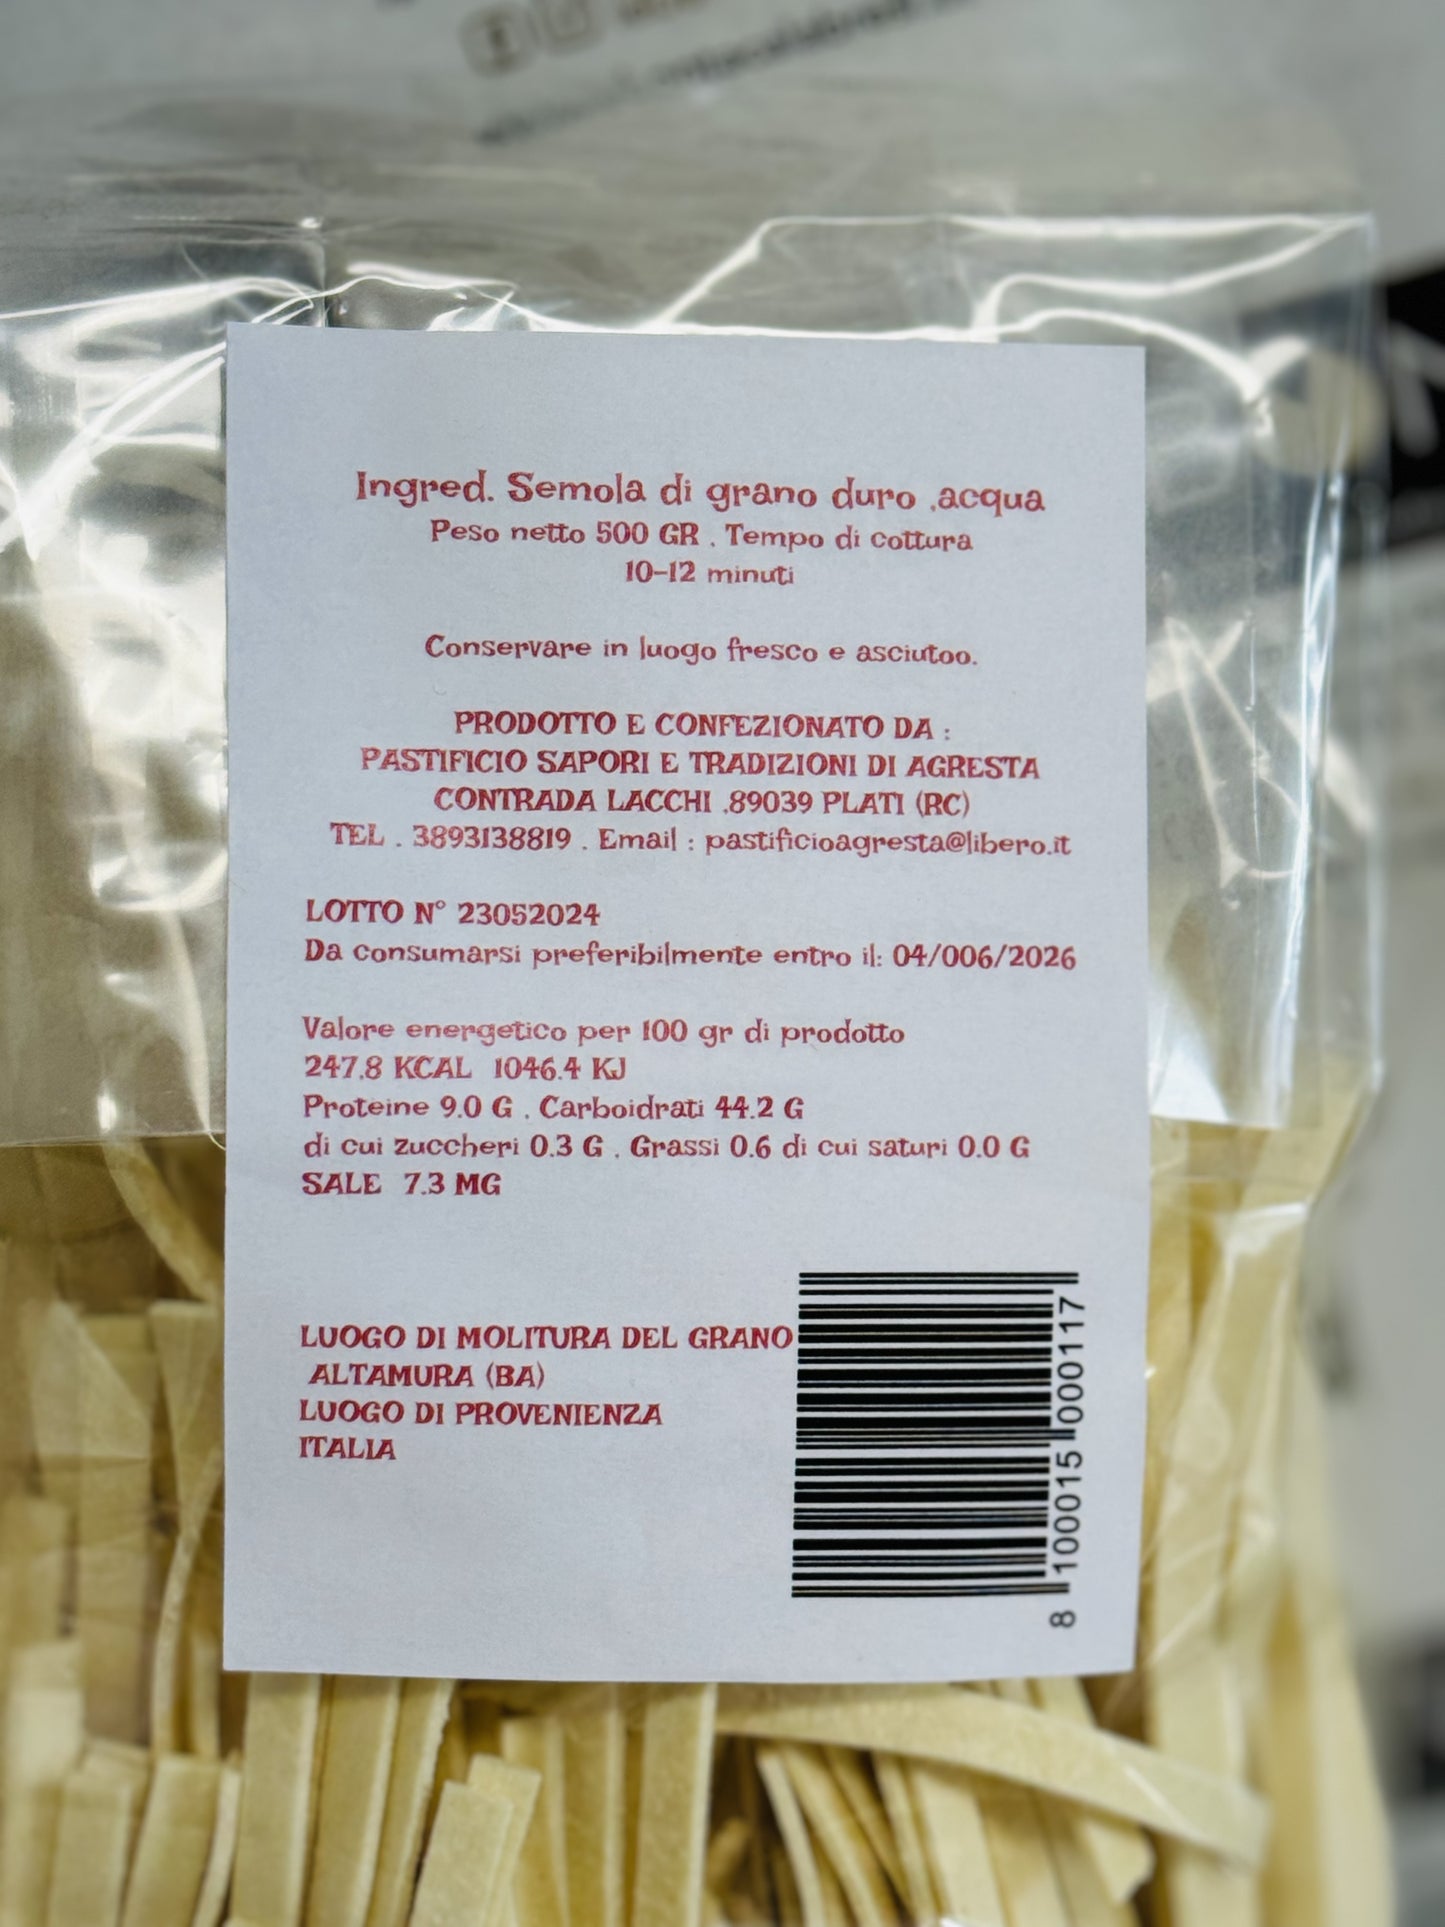 Ingred. Semola di grano duro ,acqua
Peso netto 500 GR . Tempo di cottura
10-12 minuti
Conservare in luogo fresco e asciutoo.
PRODOTTO E CONFEZIONATO DA :
PASTIFICIO SAPORI E TRADIZIONI DI AGRESTA
CONTRADA LACCHI ,89039 PLATI (RC)
TEL . 3893138819 . Email : pastificioagresta@libero.it
LOTTO N° 23052024
Da consumarsi preferibilmente entro il: 04/006/2026
Valore energetico per 100 gr di prodotto
247.8 KCAL 1046.4 KJ
Proteine 9.0 G . Carboidrati 44.2 G
di cui zuccheri 0.3 G . Grassi 0.6 di cui saturi 0.0 G
SALE 7.3 MG
LUOGO DI MOLITURA DEL GRANO
ALTAMURA (BA)
LUOGO DI PROVENIENZA
ITALIA
8 100015 000117